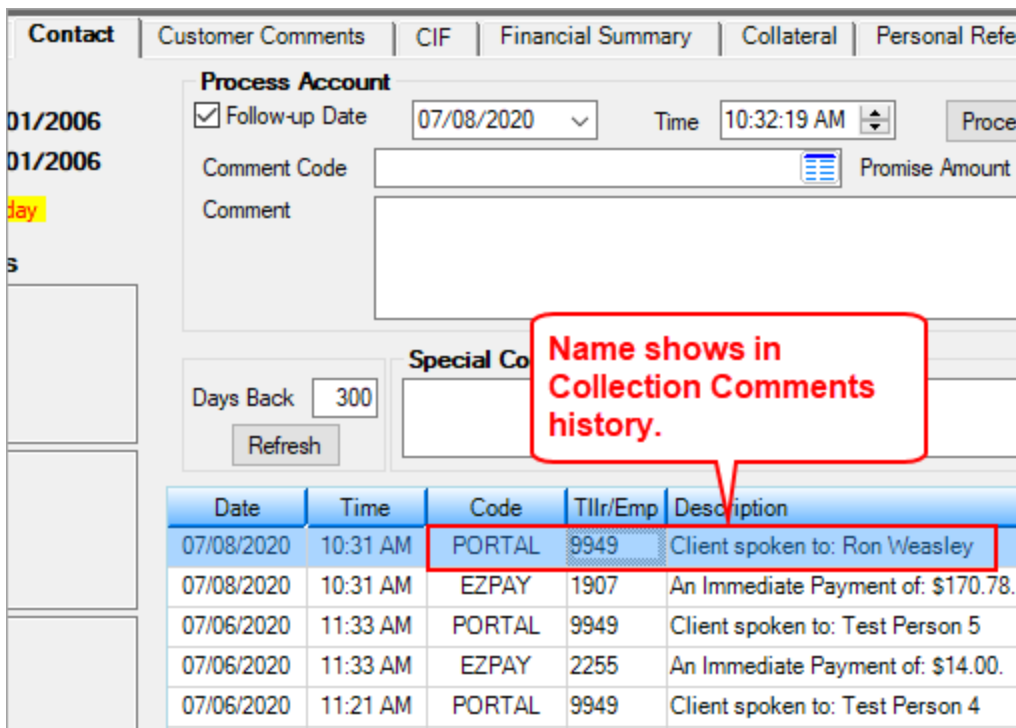 Contact Customer Comments CIF Financial Summary Collateral Personal Refe
Process Account
01/2006
Follow-up Date 07/08/2020 Time 10:32:19 AM Proce
01/2006
Comment Code Promise Amount
day
Comment
s
Name shows in
Collection Comments
history.
Special Co
Days Back 300
Refresh
Date Time Code Tllr/Emp Description
07/08/2020 10:31 AM PORTAL 9949 Client spoken to: Ron Weasley
07/08/2020 10:31 AM EZPAY 1907 An Immediate Payment of: $170.78.
07/06/2020 11:33 AM PORTAL 9949 Client spoken to: Test Person 5
07/06/2020 11:33 AM EZPAY 2255 An Immediate Payment of: $14.00.
07/06/2020 11:21 AM PORTAL 9949 Client spoken to: Test Person 4